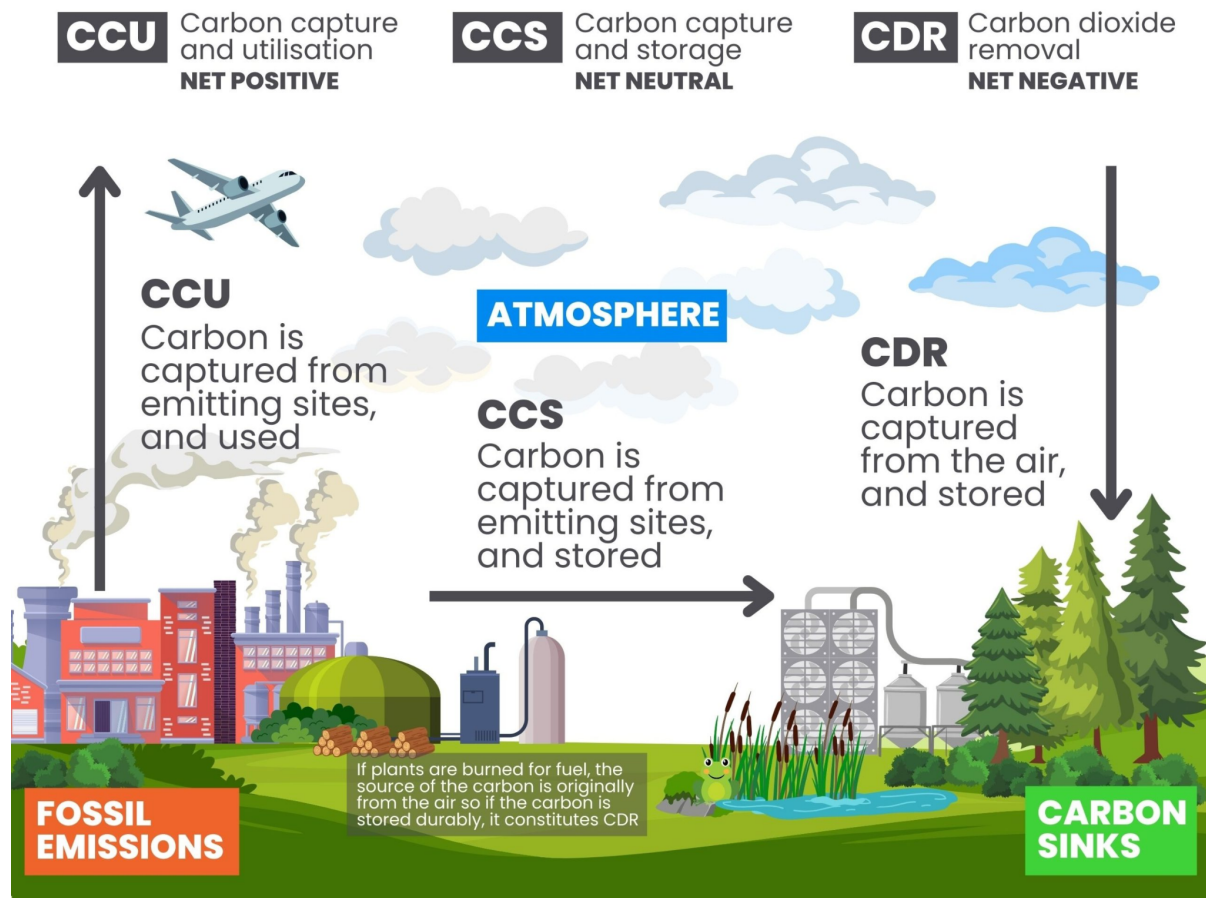 CCU
Carbon capture
and utilisation
NET POSITIVE
CCS
Carbon capture
and storage
NET NEUTRAL
CDR
Carbon dioxide
removal
NET NEGATIVE
CCU
Carbon is
captured from
emitting sites,
and used
ATMOSPHERE
CCS
Carbon is
captured from
emitting sites,
and stored
CDR
Carbon is
captured
from the air,
and stored
If plants are burned for fuel, the
source of the carbon is originally
from the air so if the carbon is
stored durably, it constitutes CDR
FOSSIL
EMISSIONS
CARBON
SINKS